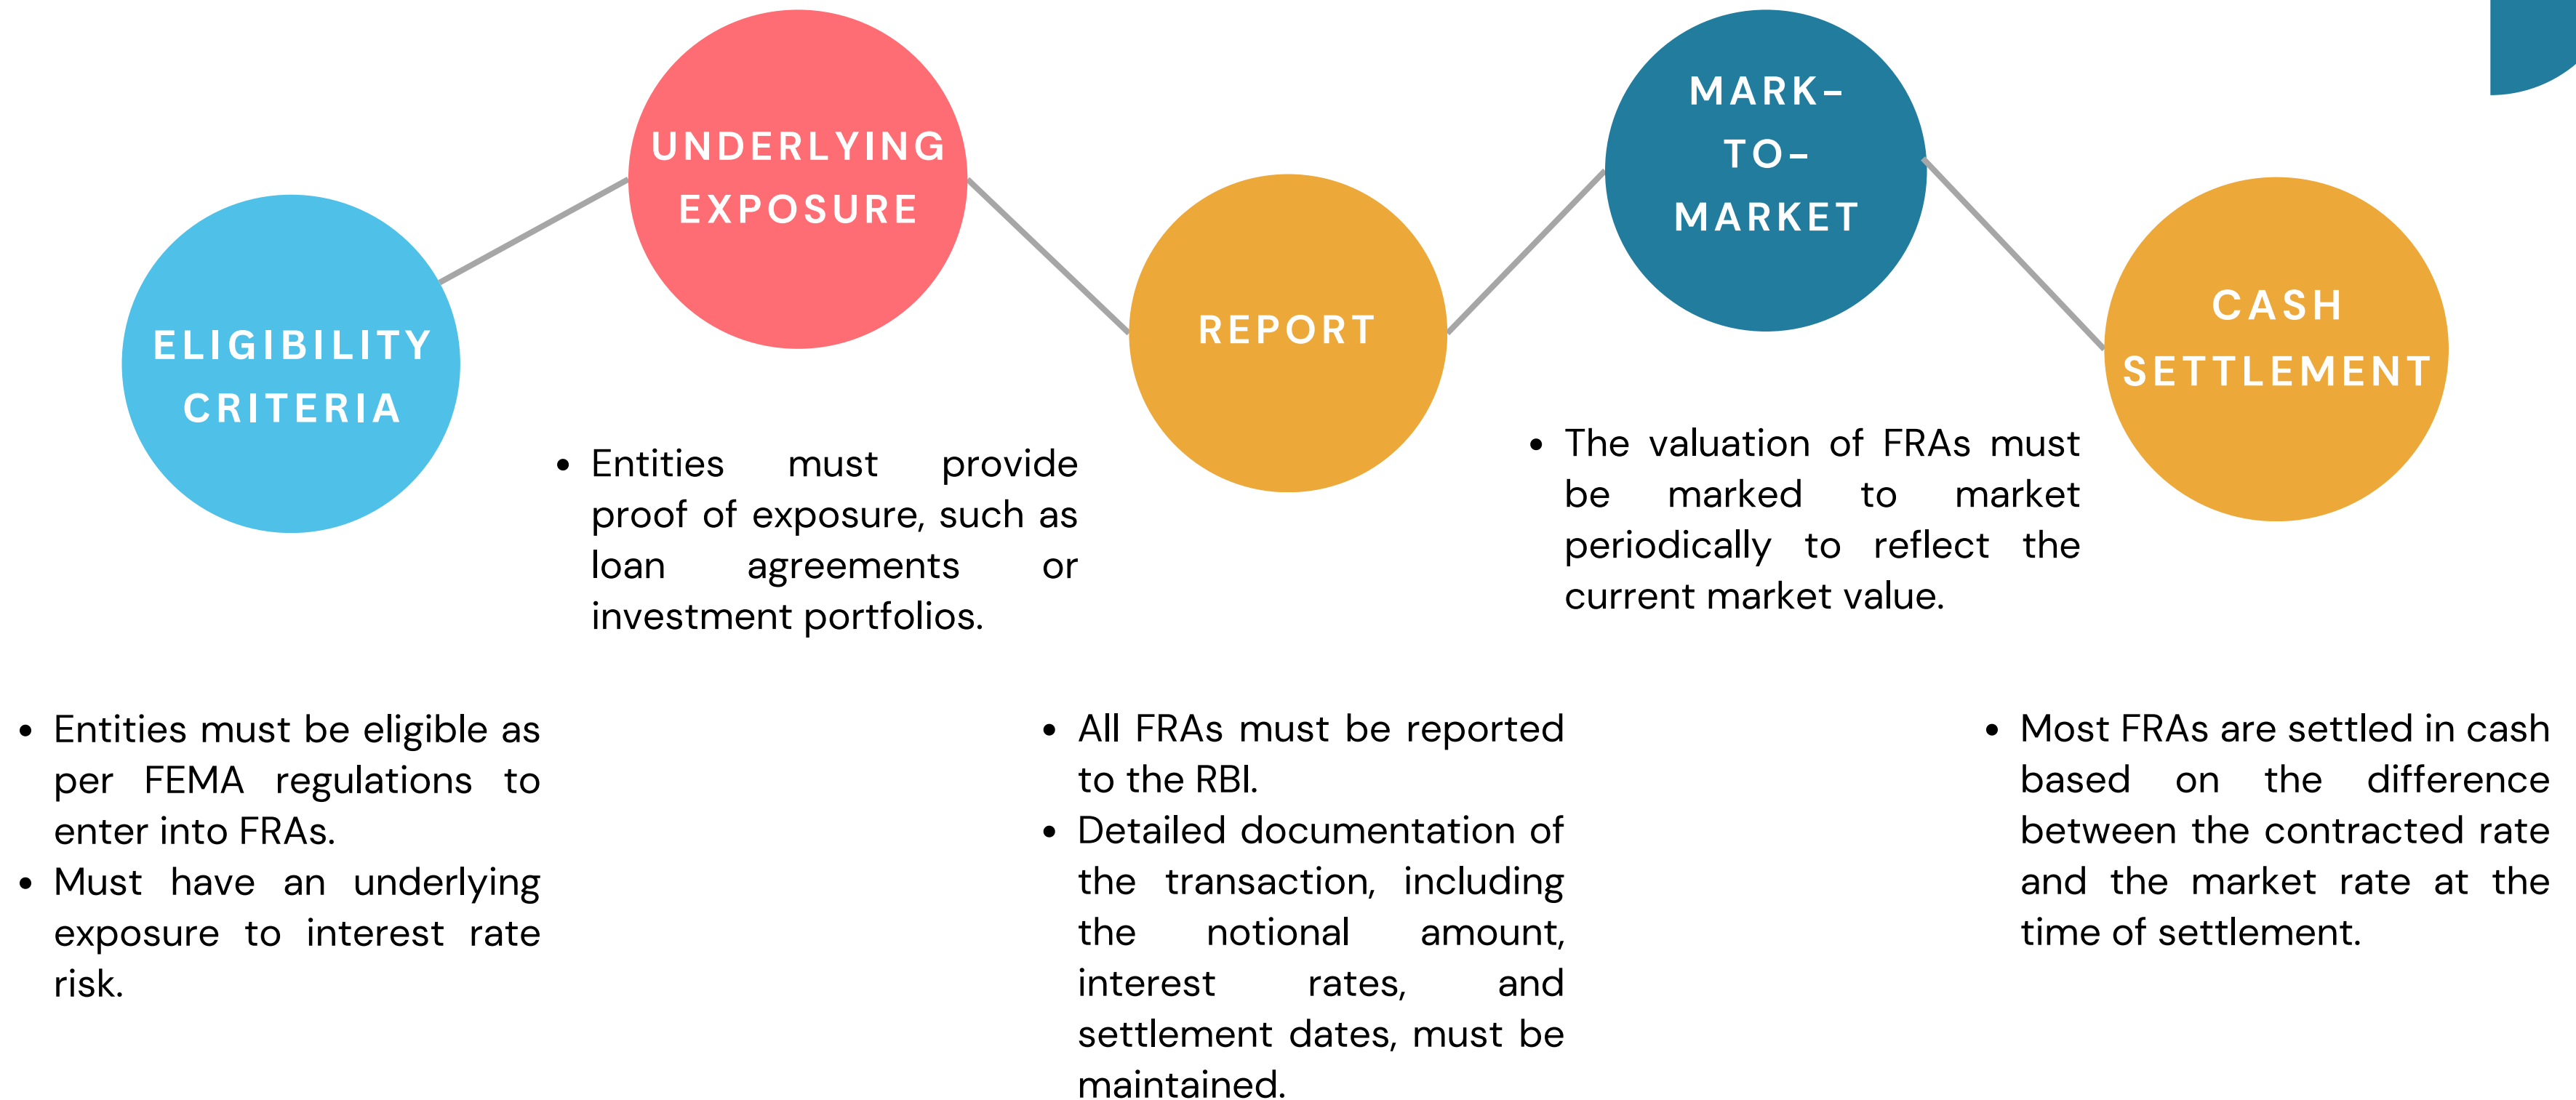 ELIGIBILITY
CRITERIA
• Entities must be eligible as
per FEMA regulations to
enter into FRAs.
• Must have an underlying
exposure to interest rate
risk.
UNDERLYING
EXPOSURE
• Entities must provide
proof of exposure, such as
loan agreements or
investment portfolios.
REPORT
• All FRAs must be reported
to the RBI.
• Detailed documentation of
the transaction, including
the notional amount,
interest rates, and
settlement dates, must be
maintained.
MARK-
TO-
MARKET
• The valuation of FRAs must
be marked to market
periodically to reflect the
current market value.
CASH
SETTLEMENT
• Most FRAs are settled in cash
based on the difference
between the contracted rate
and the market rate at the
time of settlement.